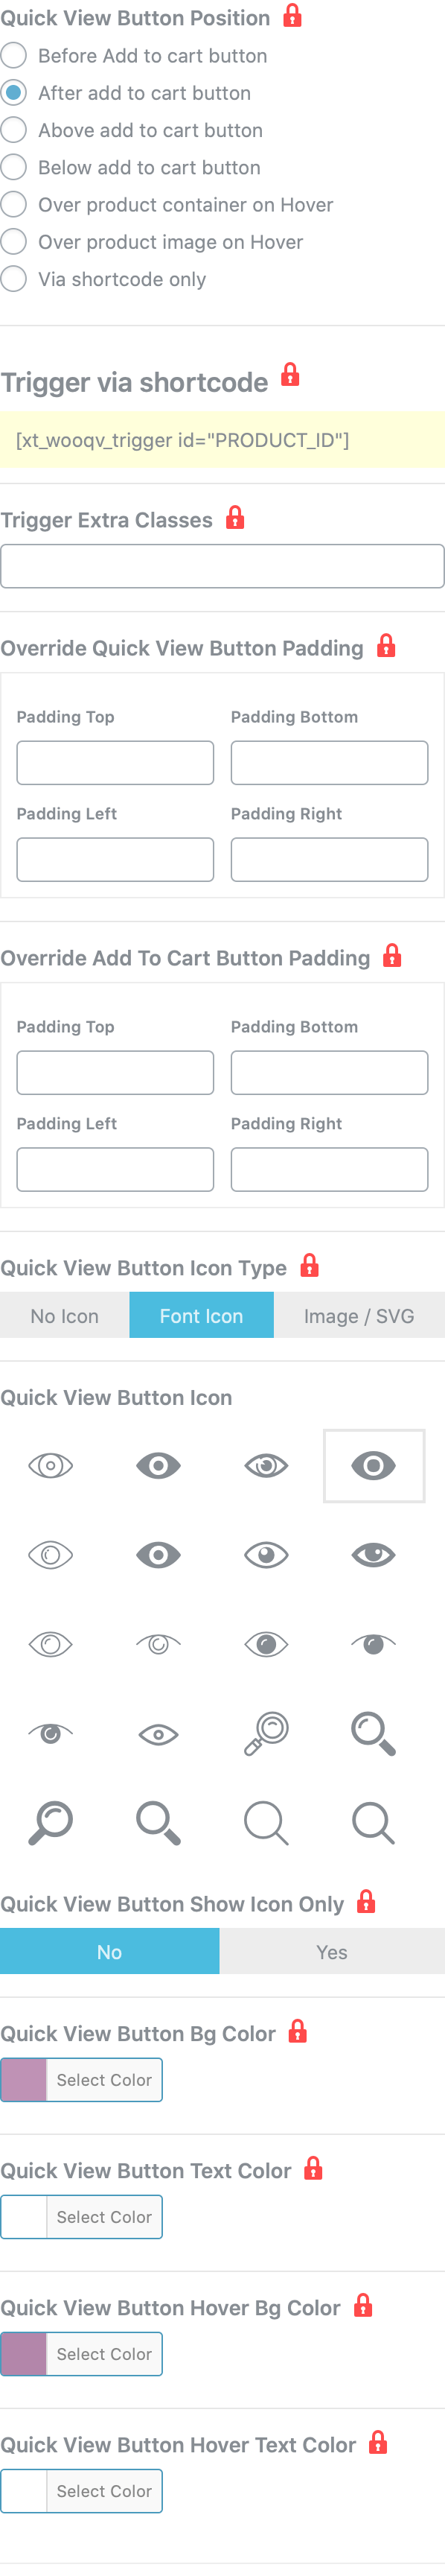 Quick View Button Position
Before Add to cart button
After add to cart button
Above add to cart button
Below add to cart button
Over product container on Hover
Over product image on Hover
Via shortcode only
Trigger via shortcode
[xt_wooqv_trigger id="PRODUCT_ID"]
Trigger Extra Classes
Override Quick View Button Padding
Padding Top Padding Bottom
Padding Left Padding Right
Override Add To Cart Button Padding
Padding Top Padding Bottom
Padding Left Padding Right
Quick View Button Icon Type
No Icon Font Icon Image / SVG
Quick View Button Icon
Quick View Button Show Icon Only
No Yes
Quick View Button Bg Color
Select Color
Quick View Button Text Color
Select Color
Quick View Button Hover Bg Color
Select Color
Quick View Button Hover Text Color
Select Color